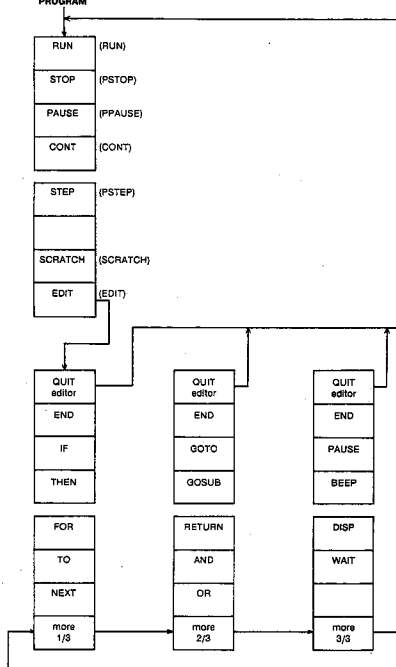 PROGRAM
RUN (RUN)
STOP (PSTOP)
PAUSE (PPAUSE)
CONT (CONT)
STEP (PSTEP)
SCRATCH (SCRATCH)
EDIT (EDIT)
QUIT
editor
END
IF
THEN
FOR
TO
NEXT
more
1/3
QUIT
editor
END
GOTO
GOSUB
RETURN
AND
OR
more
2/3
QUIT
editor
END
PAUSE
BEEP
DISP
WAIT
more
3/3